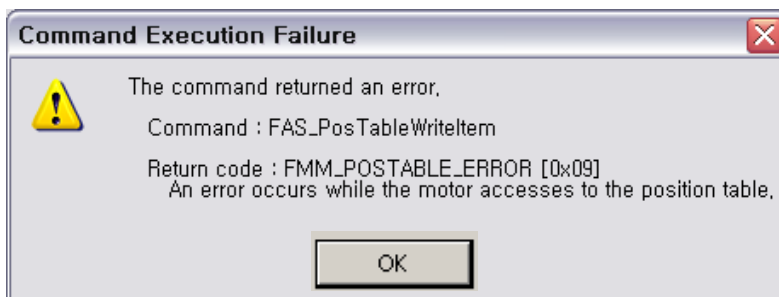 Command Execution Failure
The command returned an error,
Command : FAS_PosTableWriteItem
Return code : FMM_POSTABLE_ERROR [0x09]
An error occurs while the motor accesses to the position table,
OK